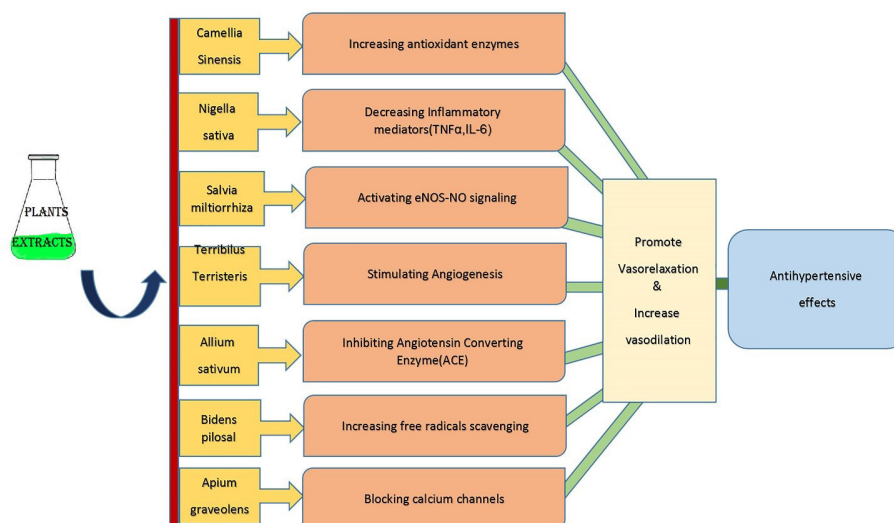 PLANTS
EXTRACTS
Camellia
Sinensis
Increasing antioxidant enzymes
Nigella
sativa
Decreasing Inflammatory
mediators(TNFα,IL-6)
Salvia
miltiorrhiza
Activating eNOS-NO signaling
Terribilus
Terristeris
Stimulating Angiogenesis
Allium
sativum
Inhibiting Angiotensin Converting
Enzyme(ACE)
Bidens
pilosal
Increasing free radicals scavenging
Apium
graveolens
Blocking calcium channels
Promote
Vasorelaxation
&
Increase
vasodilation
Antihypertensive
effects